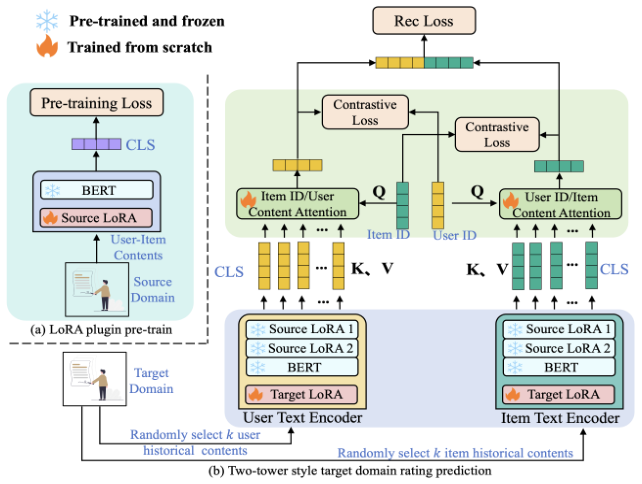 Pre-trained and frozen
Trained from scratch
Pre-training Loss
CLS
BERT
Source LoRA
User-Item
Contents
Source
Domain
(a) LoRA plugin pre-train
Rec Loss
Contrastive
Loss
Contrastive
Loss
Item ID/User
Content Attention
Q
Item ID
User ID
Q
User ID/Item
Content Attention
CLS
...
K、V
K、V
...
CLS
...
...
Source LoRA 1
Source LoRA 2
BERT
Target LoRA
User Text Encoder
Source LoRA 1
Source LoRA 2
BERT
Target LoRA
Item Text Encoder
Target
Domain
Randomly select k user
historical contents
Randomly select k item historical contents
(b) Two-tower style target domain rating prediction